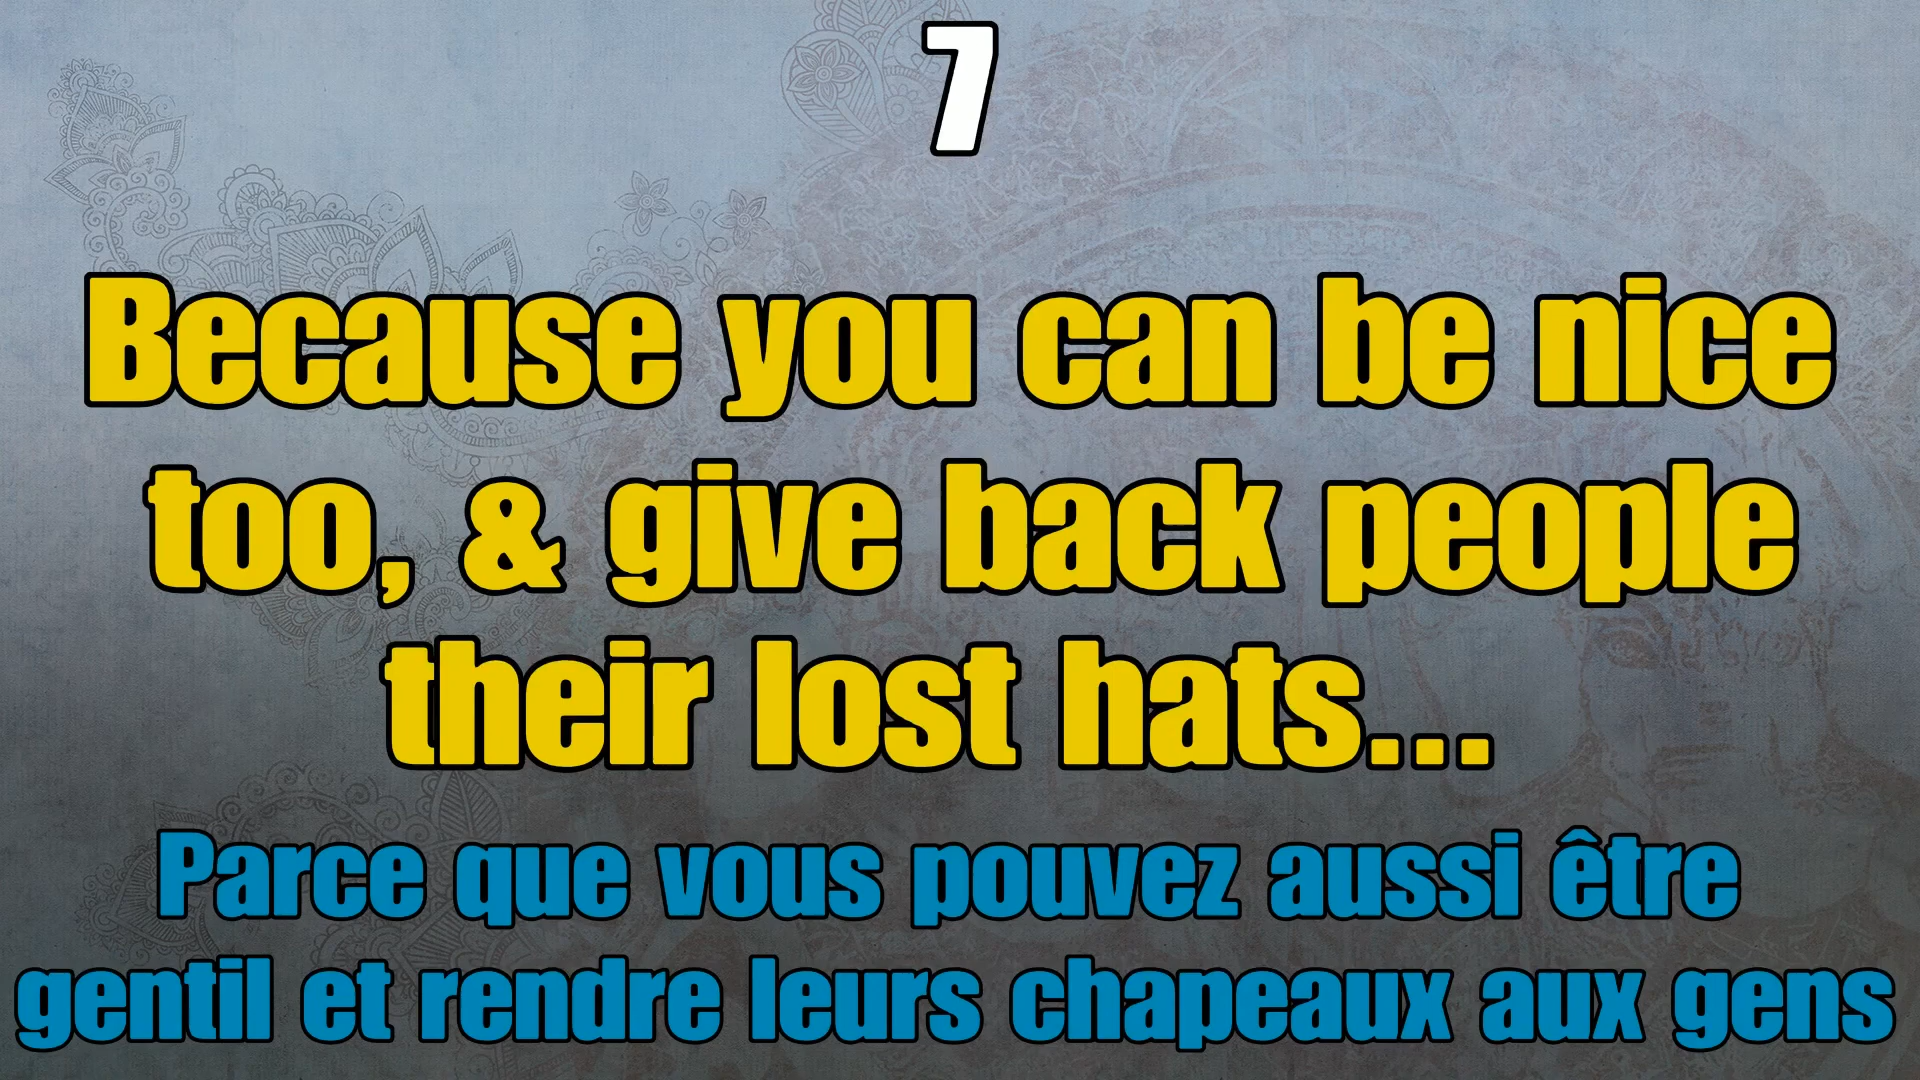 7
Because you can be nice
too, & give back people
their lost hats...
Parce que vous pouvez aussi être
gentil et rendre leurs chapeaux aux gens